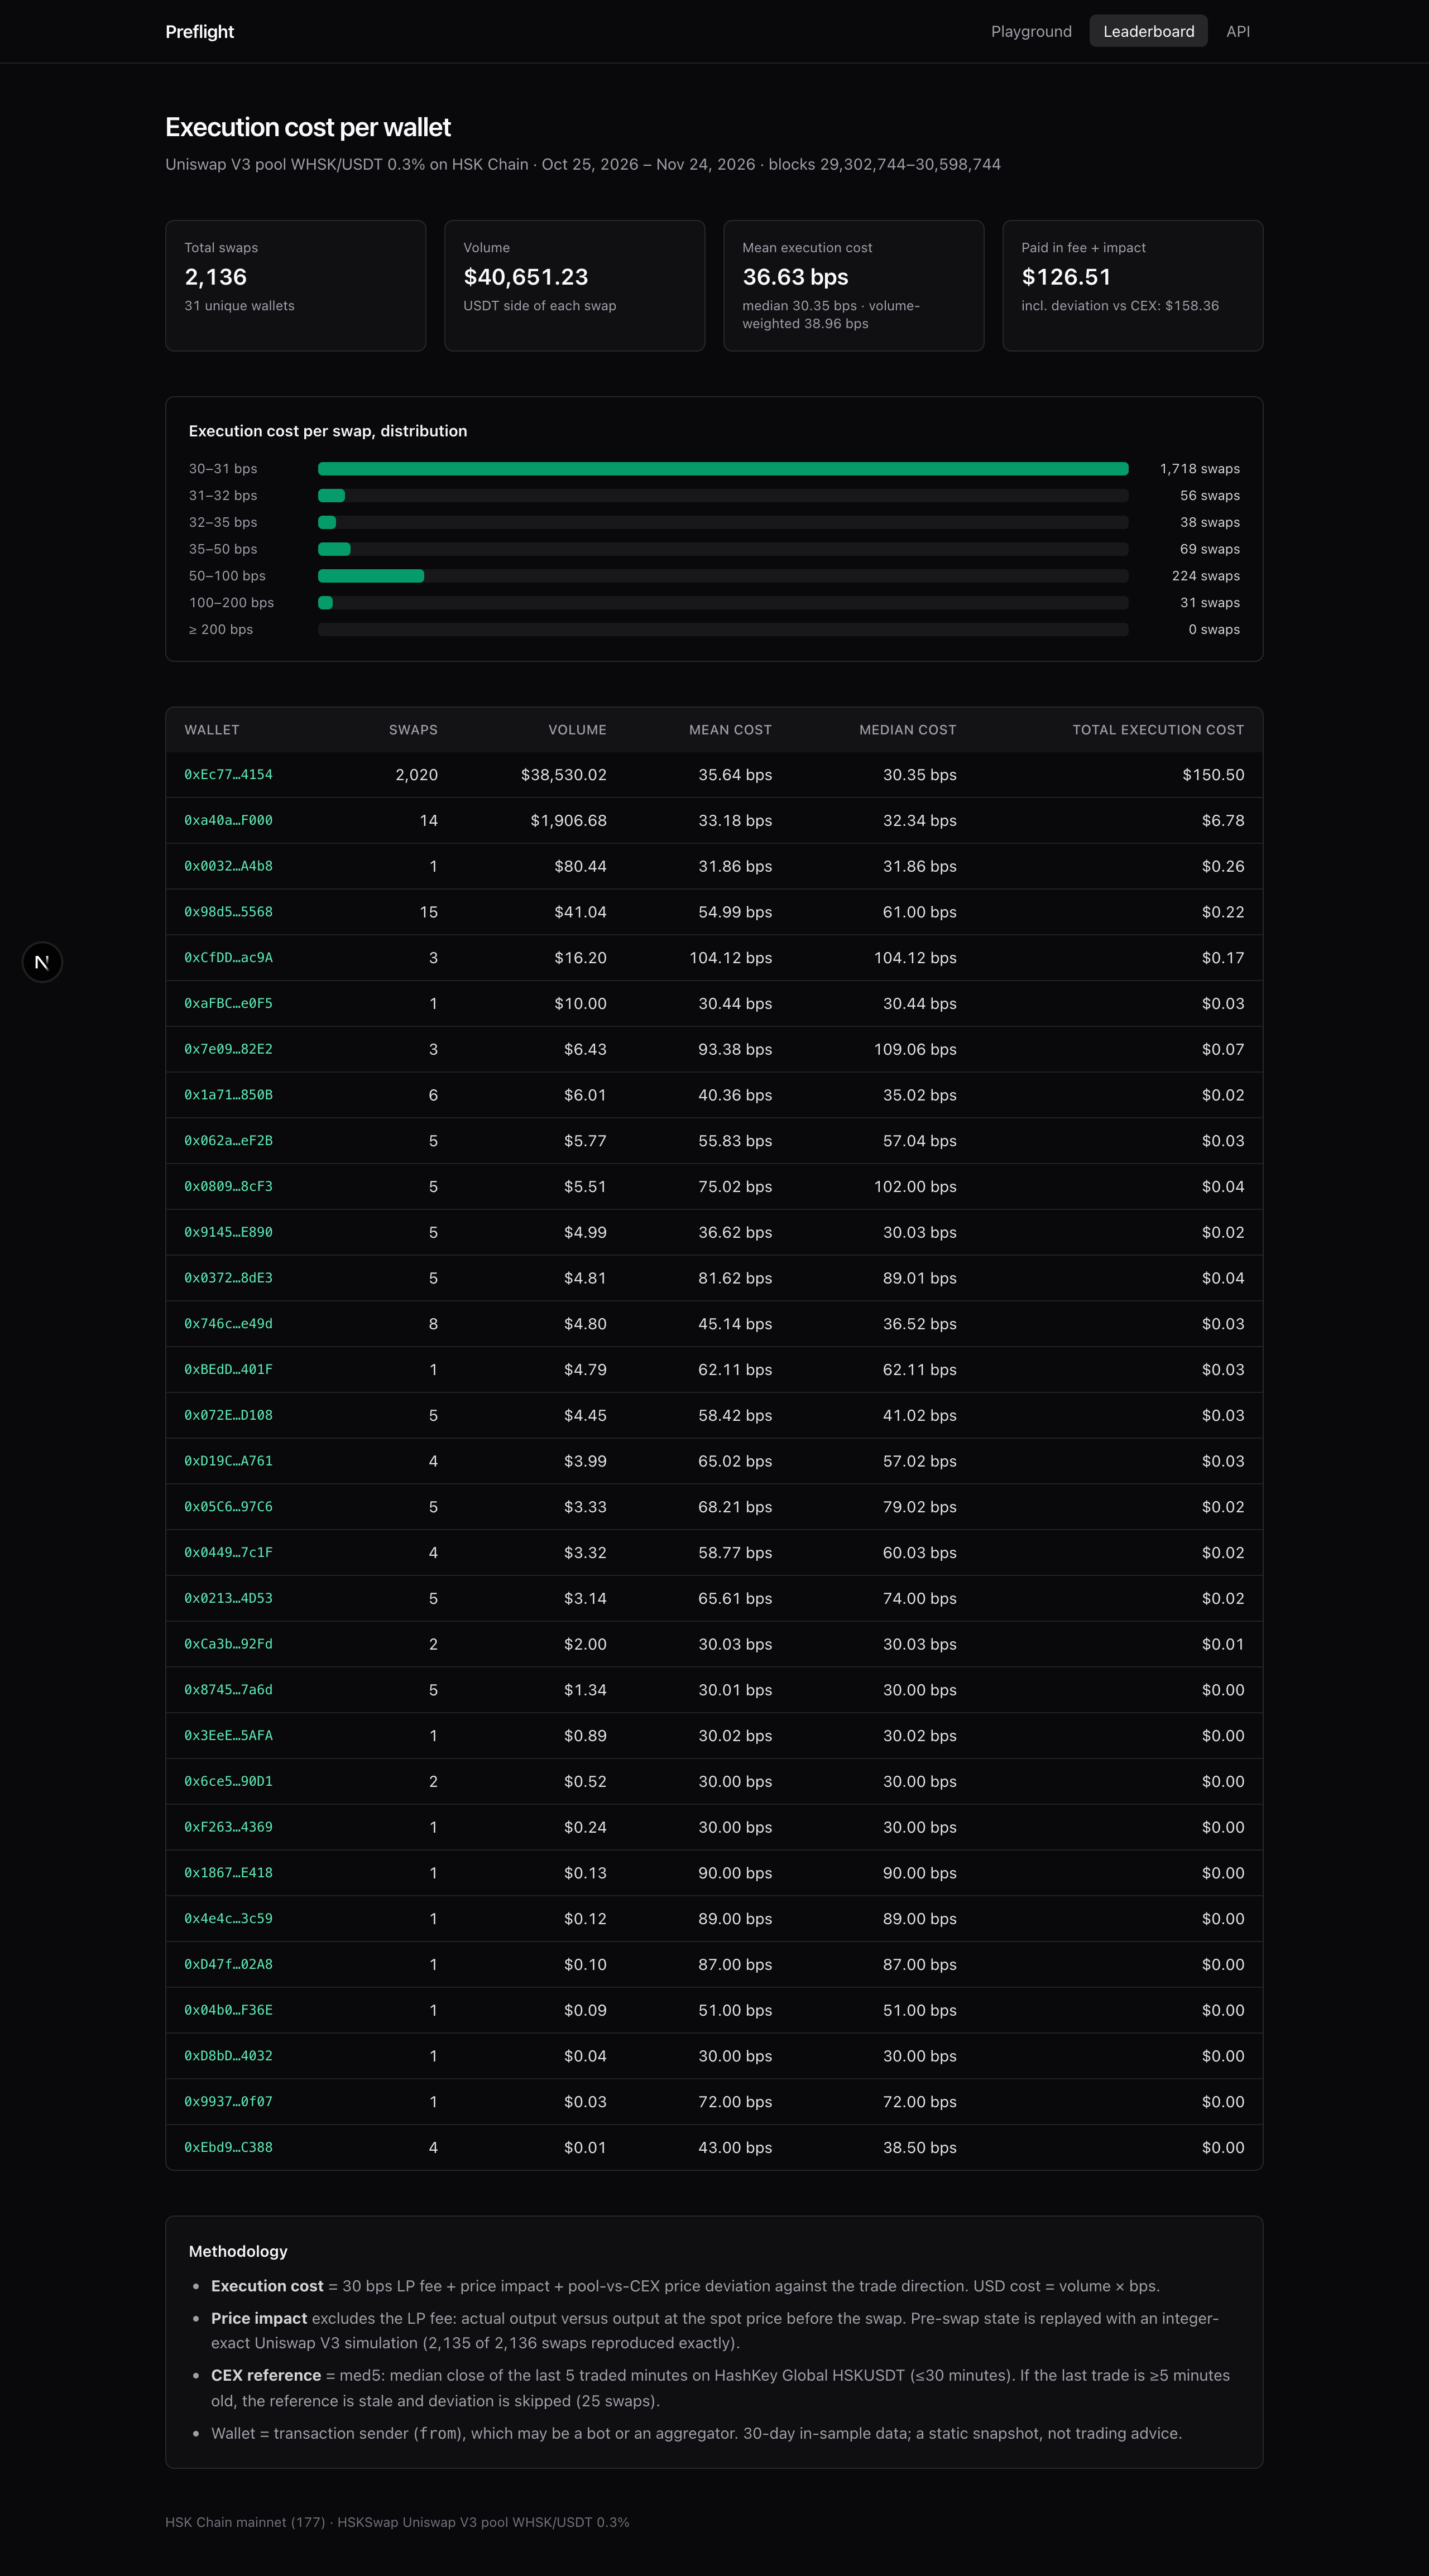 Preflight
Playground
Leaderboard
API
Execution cost per wallet
Uniswap V3 pool WHSK/USDT 0.3% on HSK Chain · Oct 25, 2026 – Nov 24, 2026 · blocks 29,302,744–30,598,744
Total swaps
2,136
31 unique wallets
Volume
$40,651.23
USDT side of each swap
Mean execution cost
36.63 bps
median 30.35 bps · volume-
weighted 38.96 bps
Paid in fee + impact
$126.51
incl. deviation vs CEX: $158.36
Execution cost per swap, distribution
30–31 bps 1,718 swaps
31–32 bps 56 swaps
32–35 bps 38 swaps
35–50 bps 69 swaps
50–100 bps 224 swaps
100–200 bps 31 swaps
≥ 200 bps 0 swaps
WALLET SWAPS VOLUME MEAN COST MEDIAN COST TOTAL EXECUTION COST
0xEc77…4154 2,020 $38,530.02 35.64 bps 30.35 bps $150.50
0xa40a…F000 14 $1,906.68 33.18 bps 32.34 bps $6.78
0x0032…A4b8 1 $80.44 31.86 bps 31.86 bps $0.26
0x98d5…5568 15 $41.04 54.99 bps 61.00 bps $0.22
0xCfDD…ac9A 3 $16.20 104.12 bps 104.12 bps $0.17
0xaFBC…e0F5 1 $10.00 30.44 bps 30.44 bps $0.03
0x7e09…82E2 3 $6.43 93.38 bps 109.06 bps $0.07
0x1a71…850B 6 $6.01 40.36 bps 35.02 bps $0.02
0x062a…eF2B 5 $5.77 55.83 bps 57.04 bps $0.03
0x0809…8cF3 5 $5.51 75.02 bps 102.00 bps $0.04
0x9145…E890 5 $4.99 36.62 bps 30.03 bps $0.02
0x0372…8dE3 5 $4.81 81.62 bps 89.01 bps $0.04
0x746c…e49d 8 $4.80 45.14 bps 36.52 bps $0.03
0xBEdD…401F 1 $4.79 62.11 bps 62.11 bps $0.03
0x072E…D108 5 $4.45 58.42 bps 41.02 bps $0.03
0xD19C…A761 4 $3.99 65.02 bps 57.02 bps $0.03
0x05C6…97C6 5 $3.33 68.21 bps 79.02 bps $0.02
0x0449…7c1F 4 $3.32 58.77 bps 60.03 bps $0.02
0x0213…4D53 5 $3.14 65.61 bps 74.00 bps $0.02
0xCa3b…92Fd 2 $2.00 30.03 bps 30.03 bps $0.01
0x8745…7a6d 5 $1.34 30.01 bps 30.00 bps $0.00
0x3EeE…5AFA 1 $0.89 30.02 bps 30.02 bps $0.00
0x6ce5…90D1 2 $0.52 30.00 bps 30.00 bps $0.00
0xF263…4369 1 $0.24 30.00 bps 30.00 bps $0.00
0x1867…E418 1 $0.13 90.00 bps 90.00 bps $0.00
0x4e4c…3c59 1 $0.12 89.00 bps 89.00 bps $0.00
0xD47f…02A8 1 $0.10 87.00 bps 87.00 bps $0.00
0x04b0…F36E 1 $0.09 51.00 bps 51.00 bps $0.00
0xD8bD…4032 1 $0.04 30.00 bps 30.00 bps $0.00
0x9937…0f07 1 $0.03 72.00 bps 72.00 bps $0.00
0xEbd9…C388 4 $0.01 43.00 bps 38.50 bps $0.00
N
Methodology
• Execution cost = 30 bps LP fee + price impact + pool-vs-CEX price deviation against the trade direction. USD cost = volume × bps.
• Price impact excludes the LP fee: actual output versus output at the spot price before the swap. Pre-swap state is replayed with an integer-
exact Uniswap V3 simulation (2,135 of 2,136 swaps reproduced exactly).
• CEX reference = med5: median close of the last 5 traded minutes on HashKey Global HSKUSDT (≤30 minutes). If the last trade is ≥5 minutes
old, the reference is stale and deviation is skipped (25 swaps).
• Wallet = transaction sender (from), which may be a bot or an aggregator. 30-day in-sample data; a static snapshot, not trading advice.
HSK Chain mainnet (177) · HSKSwap Uniswap V3 pool WHSK/USDT 0.3%